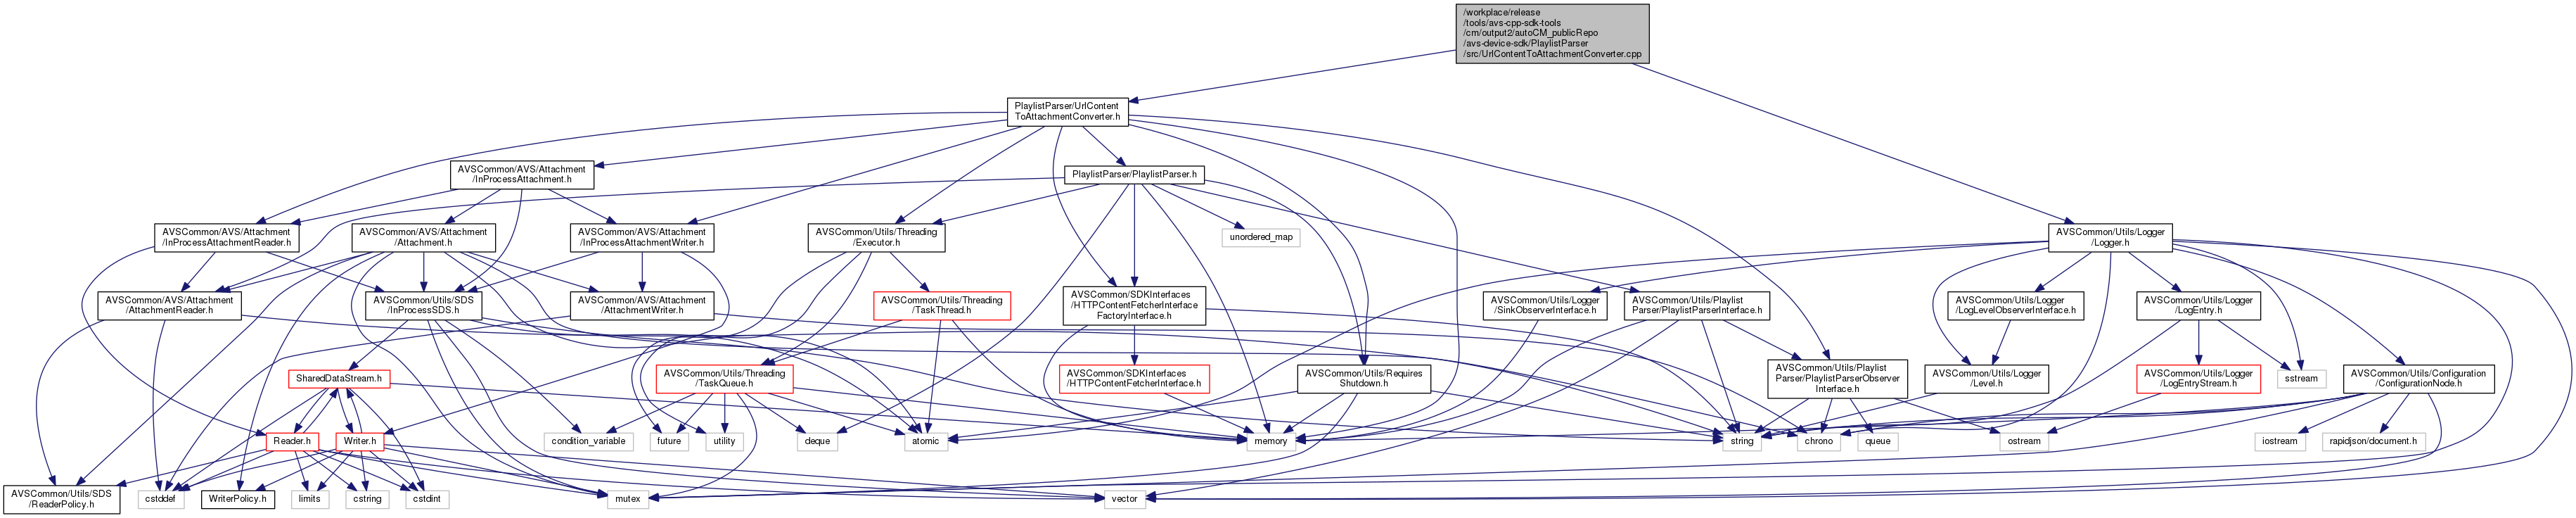 /workplace/release
/tools/avs-cpp-sdk-tools
/cm/output2/autoCM_publicRepo
/avs-device-sdk/PlaylistParser
/src/UrlContentToAttachmentConverter.cpp
PlaylistParser/UrlContent
ToAttachmentConverter.h
AVSCommon/AVS/Attachment
/InProcessAttachment.h
PlaylistParser/PlaylistParser.h
AVSCommon/AVS/Attachment
/InProcessAttachmentReader.h
AVSCommon/AVS/Attachment
/Attachment.h
AVSCommon/AVS/Attachment
/InProcessAttachmentWriter.h
AVSCommon/Utils/Threading
/Executor.h
unordered_map
AVSCommon/Utils/Logger
/Logger.h
AVSCommon/AVS/Attachment
/AttachmentReader.h
AVSCommon/Utils/SDS
/InProcessSDS.h
AVSCommon/AVS/Attachment
/AttachmentWriter.h
AVSCommon/Utils/Threading
/TaskThread.h
AVSCommon/SDKInterfaces
/HTTPContentFetcherInterface
FactoryInterface.h
AVSCommon/Utils/Logger
/SinkObserverInterface.h
AVSCommon/Utils/Playlist
Parser/PlaylistParserInterface.h
AVSCommon/Utils/Logger
/LogLevelObserverInterface.h
AVSCommon/Utils/Logger
/LogEntry.h
SharedDataStream.h
AVSCommon/Utils/Threading
/TaskQueue.h
AVSCommon/SDKInterfaces
/HTTPContentFetcherInterface.h
AVSCommon/Utils/Requires
Shutdown.h
AVSCommon/Utils/Playlist
Parser/PlaylistParserObserver
Interface.h
AVSCommon/Utils/Logger
/Level.h
AVSCommon/Utils/Logger
/LogEntryStream.h
sstream
AVSCommon/Utils/Configuration
/ConfigurationNode.h
Reader.h
Writer.h
condition_variable
future
utility
deque
atomic
memory
string
chrono
queue
ostream
iostream
rapidjson/document.h
AVSCommon/Utils/SDS
/ReaderPolicy.h
cstddef
WriterPolicy.h
limits
cstring
cstdint
mutex
vector